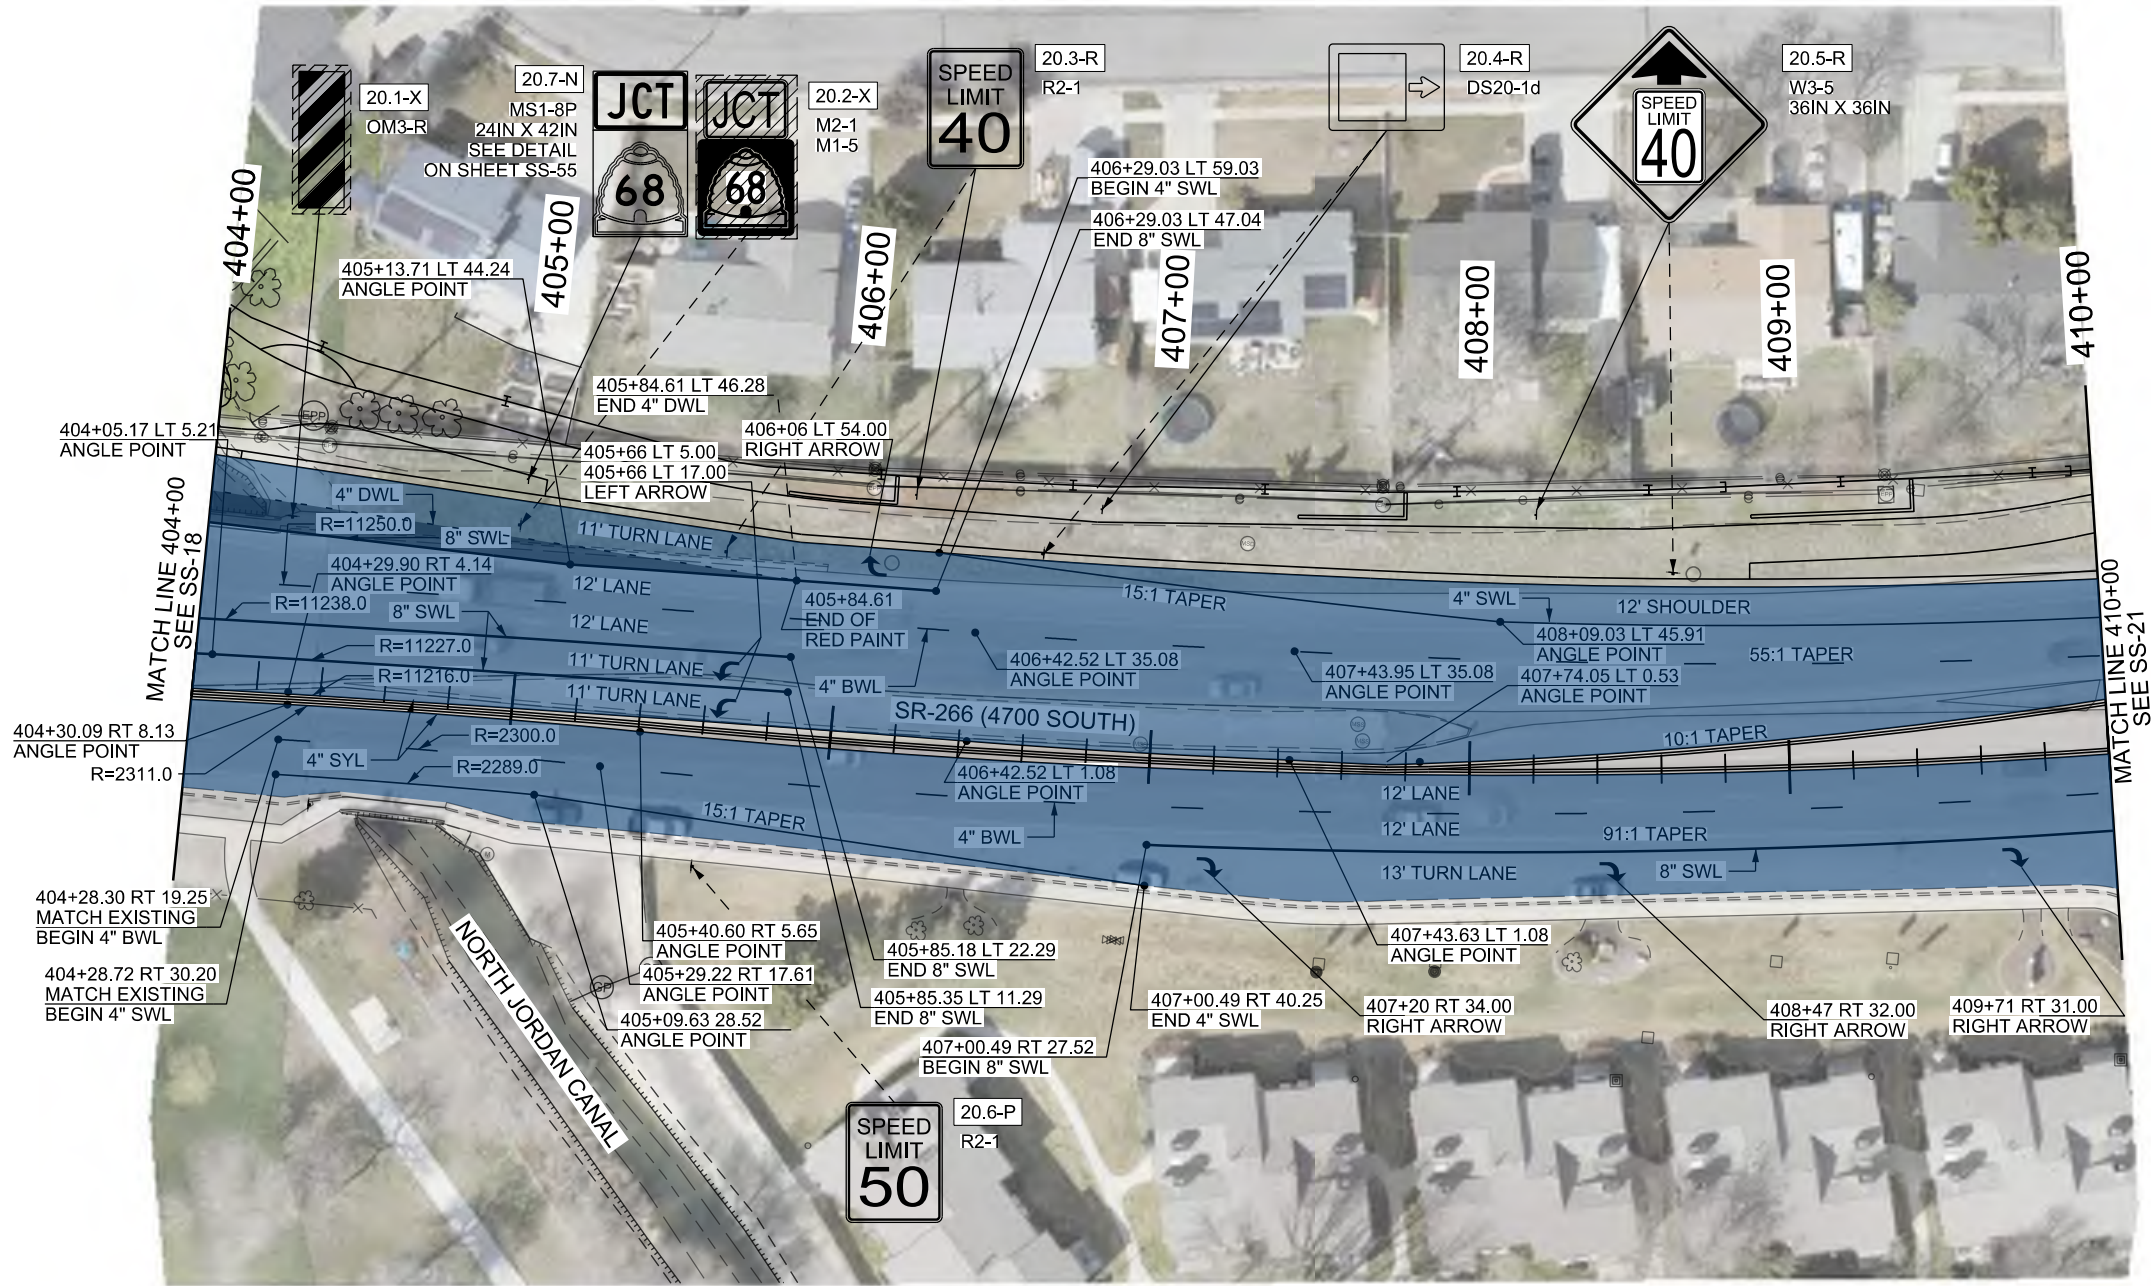 20.1-X
OM3-R
20.7-N
MS1-8P
24IN X 42IN
SEE DETAIL
ON SHEET SS-55
JCT
68
JCT
68
20.2-X
M2-1
M1-5
SPEED
LIMIT
40
20.3-R
R2-1
20.4-R
DS20-1d
SPEED
LIMIT
40
20.5-R
W3-5
36IN X 36IN
404+00
405+00
406+00
407+00
408+00
409+00
410+00
406+29.03 LT 59.03
BEGIN 4" SWL
406+29.03 LT 47.04
END 8" SWL
405+13.71 LT 44.24
ANGLE POINT
405+84.61 LT 46.28
END 4" DWL
404+05.17 LT 5.21
ANGLE POINT
406+06 LT 54.00
RIGHT ARROW
405+66 LT 5.00
405+66 LT 17.00
LEFT ARROW
EPP
MATCH LINE 404+00
SEE SS-18
4" DWL
R=11250.0
8" SWL
11' TURN LANE
404+29.90 RT 4.14
ANGLE POINT
12' LANE
R=11238.0
8" SWL
12' LANE
405+84.61
END OF
RED PAINT
15:1 TAPER
4" SWL
12' SHOULDER
R=11227.0
11' TURN LANE
R=11216.0
11' TURN LANE
4" BWL
406+42.52 LT 35.08
ANGLE POINT
407+43.95 LT 35.08
ANGLE POINT
408+09.03 LT 45.91
ANGLE POINT
407+74.05 LT 0.53
ANGLE POINT
55:1 TAPER
MATCH LINE 410+00
SEE SS-21
SR-266 (4700 SOUTH)
10:1 TAPER
404+30.09 RT 8.13
ANGLE POINT
R=2311.0
R=2300.0
4" SYL
R=2289.0
406+42.52 LT 1.08
ANGLE POINT
15:1 TAPER
4" BWL
12' LANE
12' LANE
91:1 TAPER
13' TURN LANE
8" SWL
404+28.30 RT 19.25
MATCH EXISTING
BEGIN 4" BWL
404+28.72 RT 30.20
MATCH EXISTING
BEGIN 4" SWL
NORTH JORDAN CANAL
GP
405+40.60 RT 5.65
ANGLE POINT
405+29.22 RT 17.61
ANGLE POINT
405+09.63 28.52
ANGLE POINT
405+85.18 LT 22.29
END 8" SWL
405+85.35 LT 11.29
END 8" SWL
407+00.49 RT 27.52
BEGIN 8" SWL
407+00.49 RT 40.25
END 4" SWL
407+43.63 LT 1.08
ANGLE POINT
407+20 RT 34.00
RIGHT ARROW
408+47 RT 32.00
RIGHT ARROW
409+71 RT 31.00
RIGHT ARROW
SPEED
LIMIT
50
20.6-P
R2-1